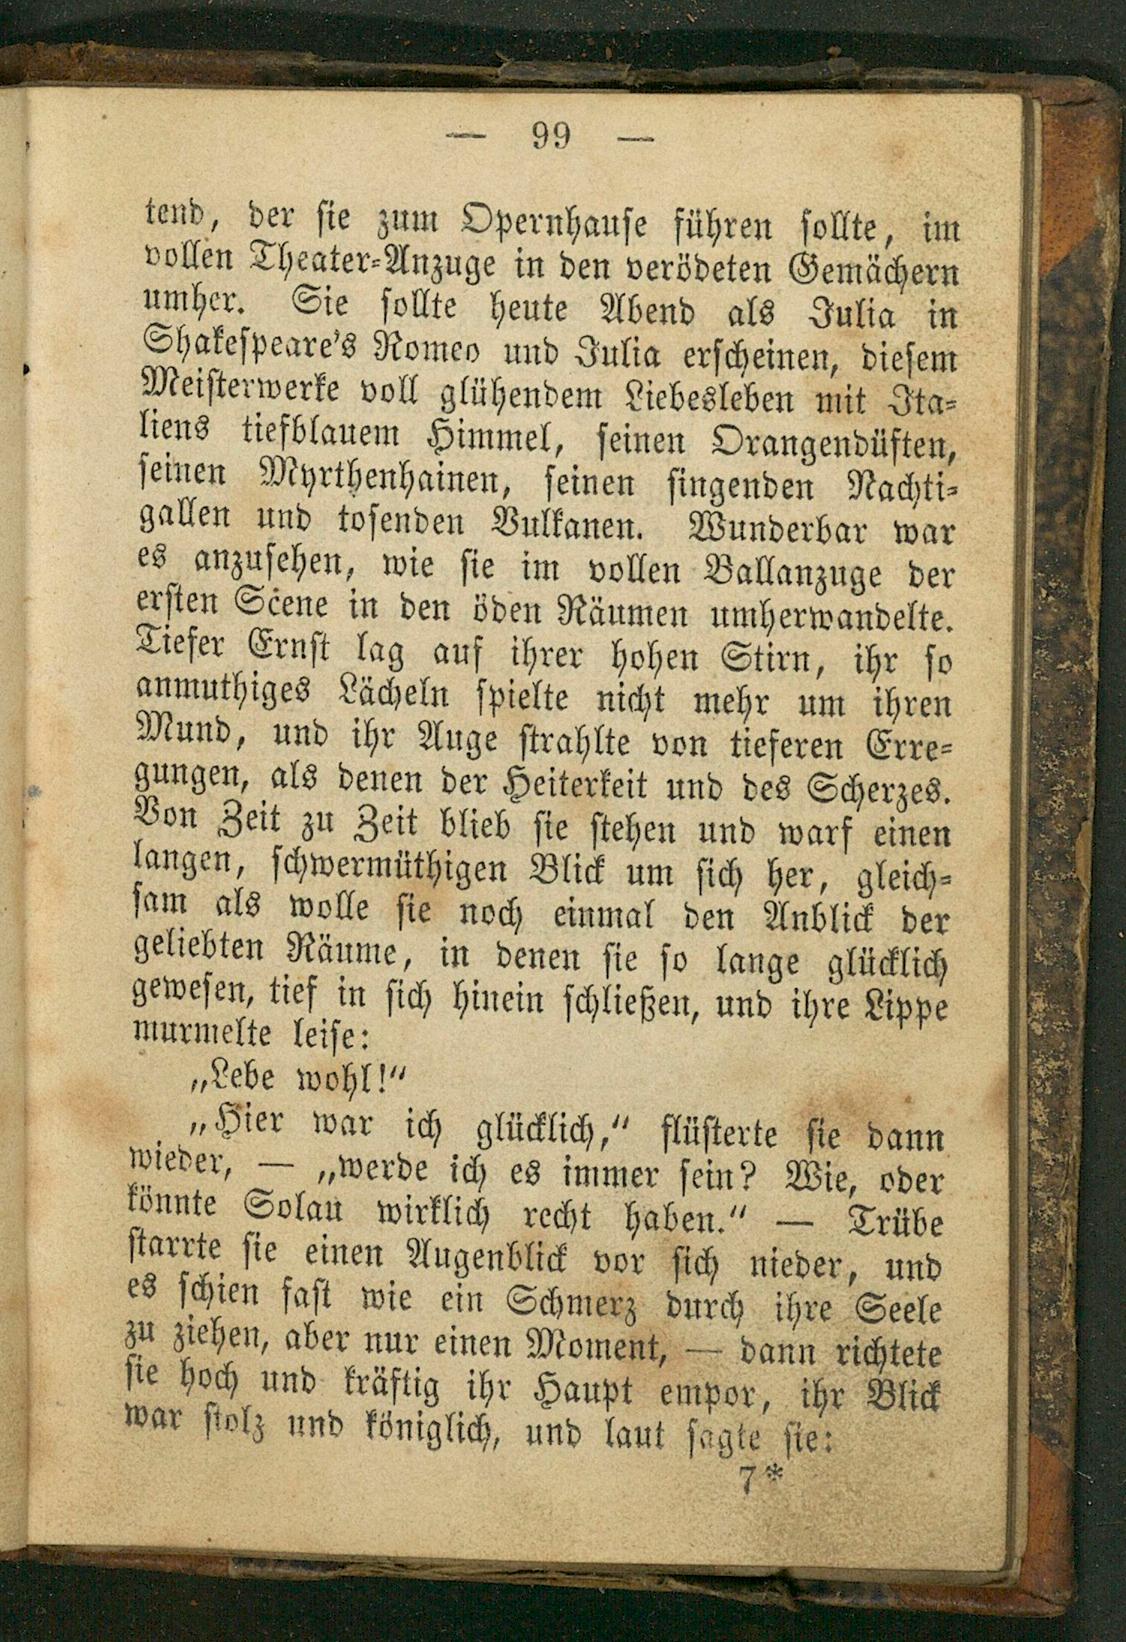 — 99 —
tend, der sie zum Opernhause führen sollte, im
vollen Theater-Anzuge in den verödeten Gemächern
umher. Sie sollte heute Abend als Julia in
Shakespeare's Romeo und Julia erscheinen, diesem
Meisterwerke voll glühendem Liebesleben mit Ita-
liens tiefblauem Himmel, seinen Orangendüften,
seinen Myrthenhainen, seinen singenden Nachti-
gallen und tosenden Vulkanen. Wunderbar war
es anzusehen, wie sie im vollen Ballanzuge der
ersten Scene in den öden Räumen umherwandelte.
Tiefer Ernst lag auf ihrer hohen Stirn, ihr so
anmuthiges Lächeln spielte nicht mehr um ihren
Mund, und ihr Auge strahlte von tieferen Erre-
gungen, als denen der Heiterkeit und des Scherzes.
Von Zeit zu Zeit blieb sie stehen und warf einen
langen, schwermüthigen Blick um sich her, gleich-
sam als wolle sie noch einmal den Anblick der
geliebten Räume, in denen sie so lange glücklich
gewesen, tief in sich hinein schließen, und ihre Lippe
murmelte leise:
„Lebe wohl!“
„Hier war ich glücklich,“ flüsterte sie dann
wieder, — „werde ich es immer sein? Wie, oder
könnte Solau wirklich recht haben.“ — Trübe
starrte sie einen Augenblick vor sich nieder, und
es schien fast wie ein Schmerz durch ihre Seele
zu ziehen, aber nur einen Moment, — dann richtete
sie hoch und kräftig ihr Haupt empor, ihr Blick
war stolz und königlich, und laut sagte sie:
7*